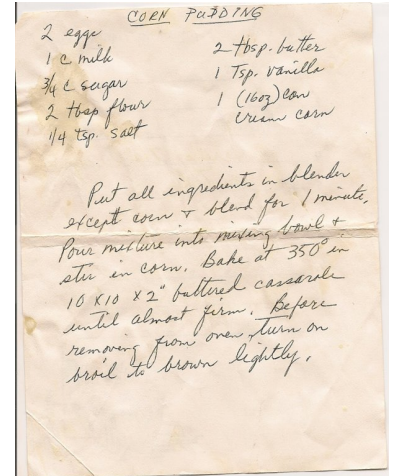 CORN PUDDING
2 eggs
1 c milk
3/4 c sugar
2 tbsp flour
1/4 tsp. salt
2 tbsp. butter
1 Tsp. vanilla
1 (16oz) can
cream corn
Put all ingredients in blender
except corn + blend for 1 minute.
Pour mixture into mixing bowl +
stir in corn. Bake at 350° in
10 x 10 x 2" buttered casserole
until almost firm. Before
removing from oven, turn on
broil to brown lightly.